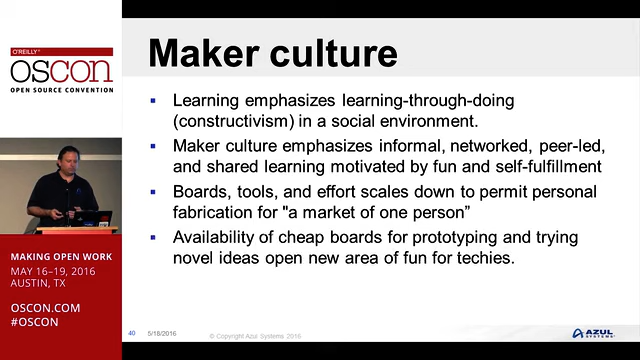 O'REILLY®
OSCON
OPEN SOURCE CONVENTION
MAKING OPEN WORK
MAY 16–19, 2016
AUSTIN, TX
OSCON.COM
#OSCON
Maker culture
Learning emphasizes learning-through-doing
(constructivism) in a social environment.
Maker culture emphasizes informal, networked, peer-led,
and shared learning motivated by fun and self-fulfillment
Boards, tools, and effort scales down to permit personal
fabrication for "a market of one person”
Availability of cheap boards for prototyping and trying
novel ideas open new area of fun for techies.
40
5/18/2016
© Copyright Azul Systems 2016
AZUL
SYSTEMS